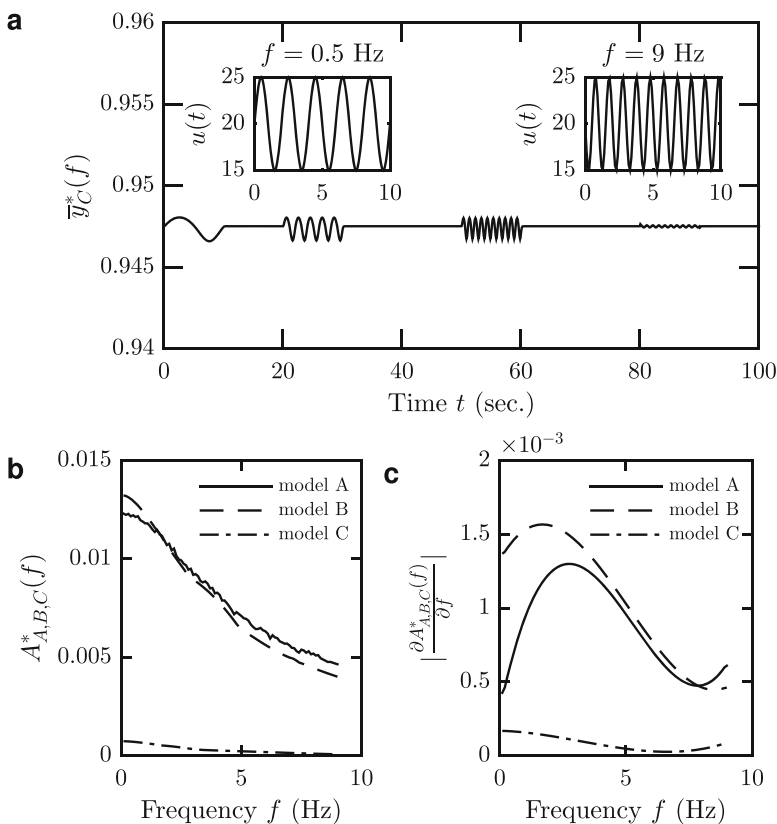 a
0.96
0.955
0.95
0.945
0.94
ȳ*_C(f)
f = 0.5 Hz
25
20
15
u(t)
0 5 10
f = 9 Hz
25
20
15
u(t)
0 5 10
0 20 40 60 80 100
Time t (sec.)
b
0.015
0.01
0.005
0
A*_{A,B,C}(f)
model A
model B
model C
0 5 10
Frequency f (Hz)
c
×10⁻³
2
1.5
1
0.5
0
|∂A*_{A,B,C}(f)/∂f|
model A
model B
model C
0 5 10
Frequency f (Hz)